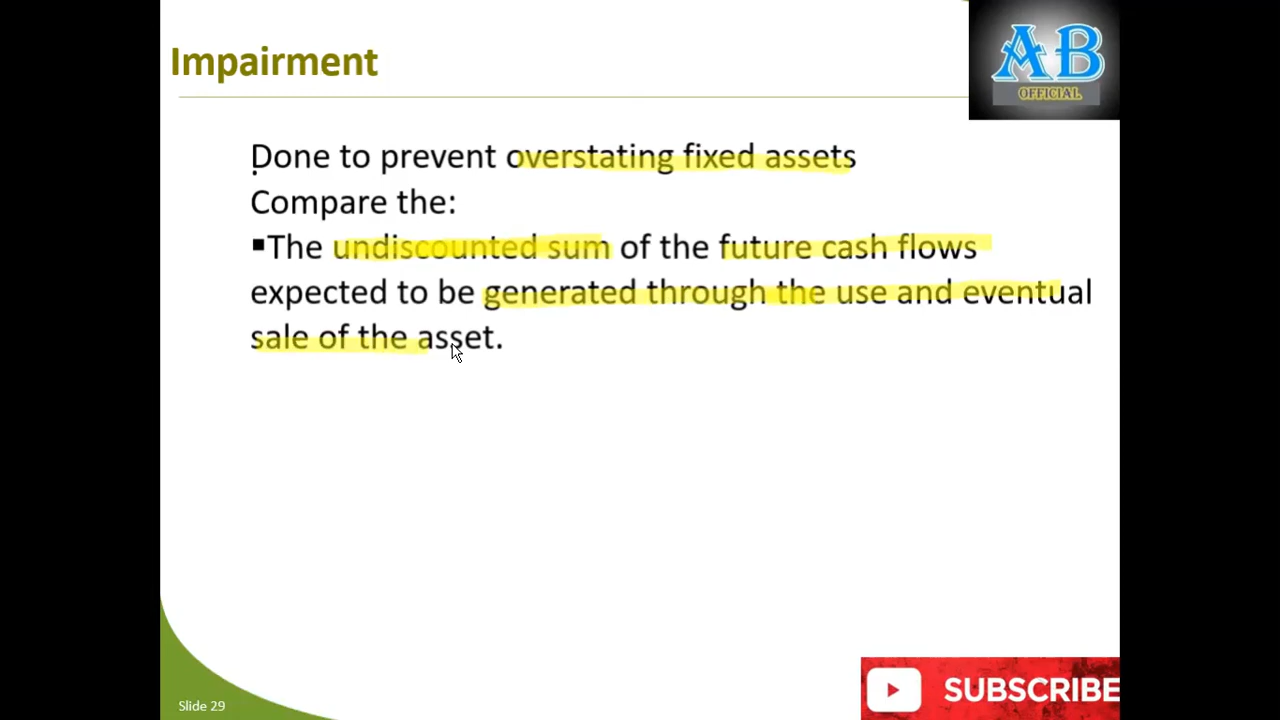 Impairment
AB
OFFICIAL
Done to prevent overstating fixed assets
Compare the:
▪The undiscounted sum of the future cash flows
expected to be generated through the use and eventual
sale of the asset.
Slide 29
SUBSCRIBE